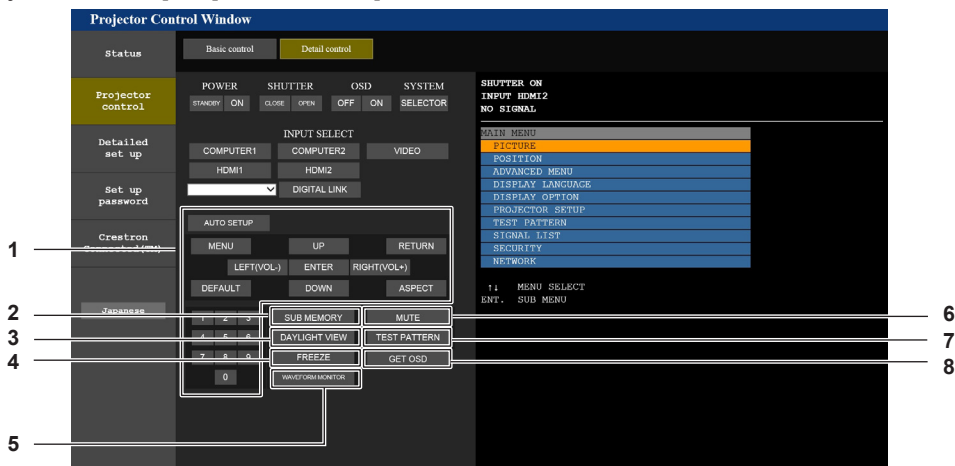 Projector Control Window
Status
Basic control
Detail control
Projector
control
Detailed
set up
Set up
password
Crestron
Connected(TM)
Japanese
POWER SHUTTER OSD SYSTEM
STANDBY ON CLOSE OPEN OFF ON SELECTOR
INPUT SELECT
COMPUTER1 COMPUTER2 VIDEO
HDMI1 HDMI2
DIGITAL LINK
AUTO SETUP
MENU UP RETURN
LEFT(VOL-) ENTER RIGHT(VOL+)
DEFAULT DOWN ASPECT
1 2 3 SUB MEMORY MUTE
4 5 6 DAYLIGHT VIEW TEST PATTERN
7 8 9 FREEZE GET OSD
0 WAVEFORM MONITOR
SHUTTER ON
INPUT HDMI2
NO SIGNAL
MAIN MENU
PICTURE
POSITION
ADVANCED MENU
DISPLAY LANGUAGE
DISPLAY OPTION
PROJECTOR SETUP
TEST PATTERN
SIGNAL LIST
SECURITY
NETWORK
↑↓ MENU SELECT
ENT. SUB MENU
1
2
3
4
5
6
7
8